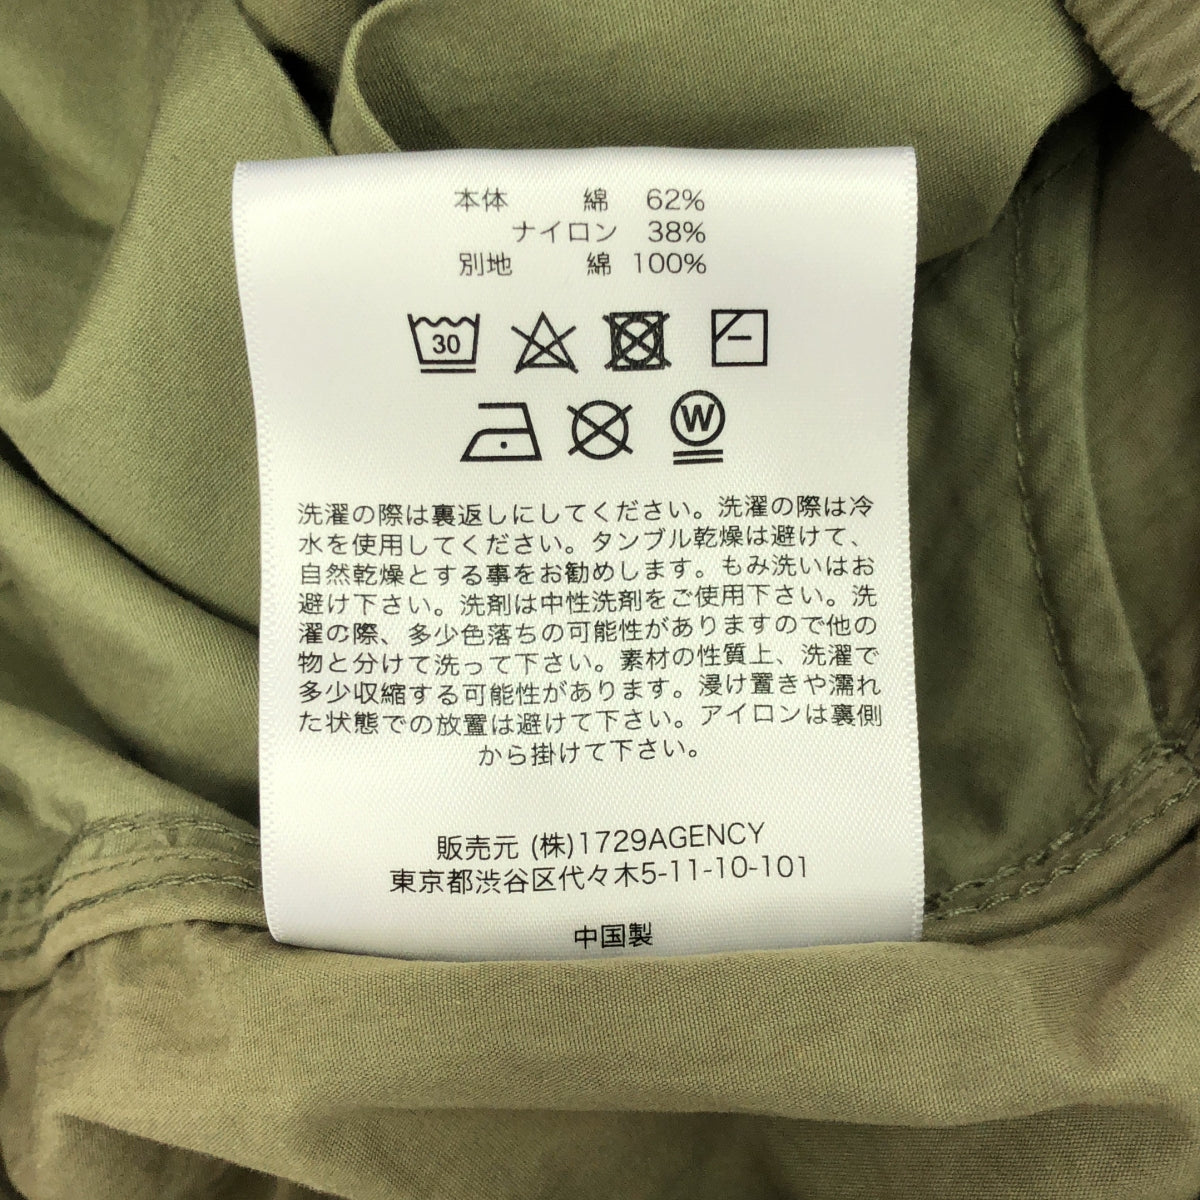 本体 綿 62%
ナイロン 38%
別地 綿 100%
30
W
洗濯の際は裏返しにしてください。洗濯の際は冷
水を使用してください。タンブル乾燥は避けて、
自然乾燥とする事をお勧めします。もみ洗いはお
避け下さい。洗剤は中性洗剤をご使用下さい。洗
濯の際、多少色落ちの可能性がありますので他の
物と分けて洗って下さい。素材の性質上、洗濯で
多少収縮する可能性があります。浸け置きや濡れ
た状態での放置は避けて下さい。アイロンは裏側
から掛けて下さい。
販売元 (株)1729AGENCY
東京都渋谷区代々木5-11-10-101
中国製